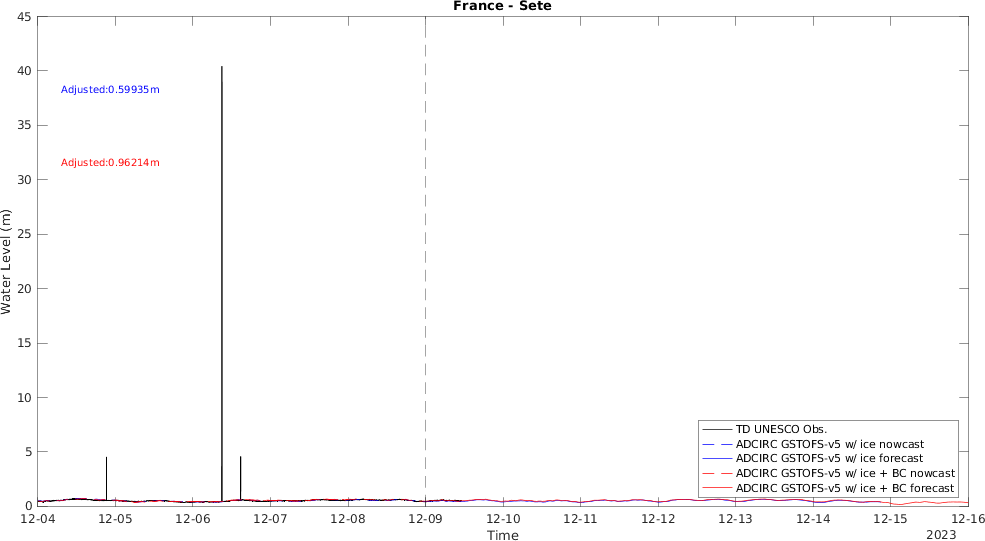 France - Sete
45
40
35
30
25
20
15
10
5
0
Water Level (m)
Adjusted:0.59935m
Adjusted:0.96214m
TD UNESCO Obs.
ADCIRC GSTOFS-v5 w/ ice nowcast
ADCIRC GSTOFS-v5 w/ ice forecast
ADCIRC GSTOFS-v5 w/ ice + BC nowcast
ADCIRC GSTOFS-v5 w/ ice + BC forecast
12-04 12-05 12-06 12-07 12-08 12-09 12-10 12-11 12-12 12-13 12-14 12-15 12-16
Time
2023